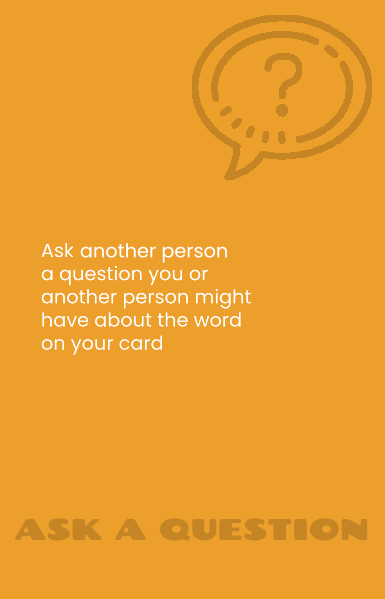 ?
Ask another person
a question you or
another person might
have about the word
on your card
ASK A QUESTION